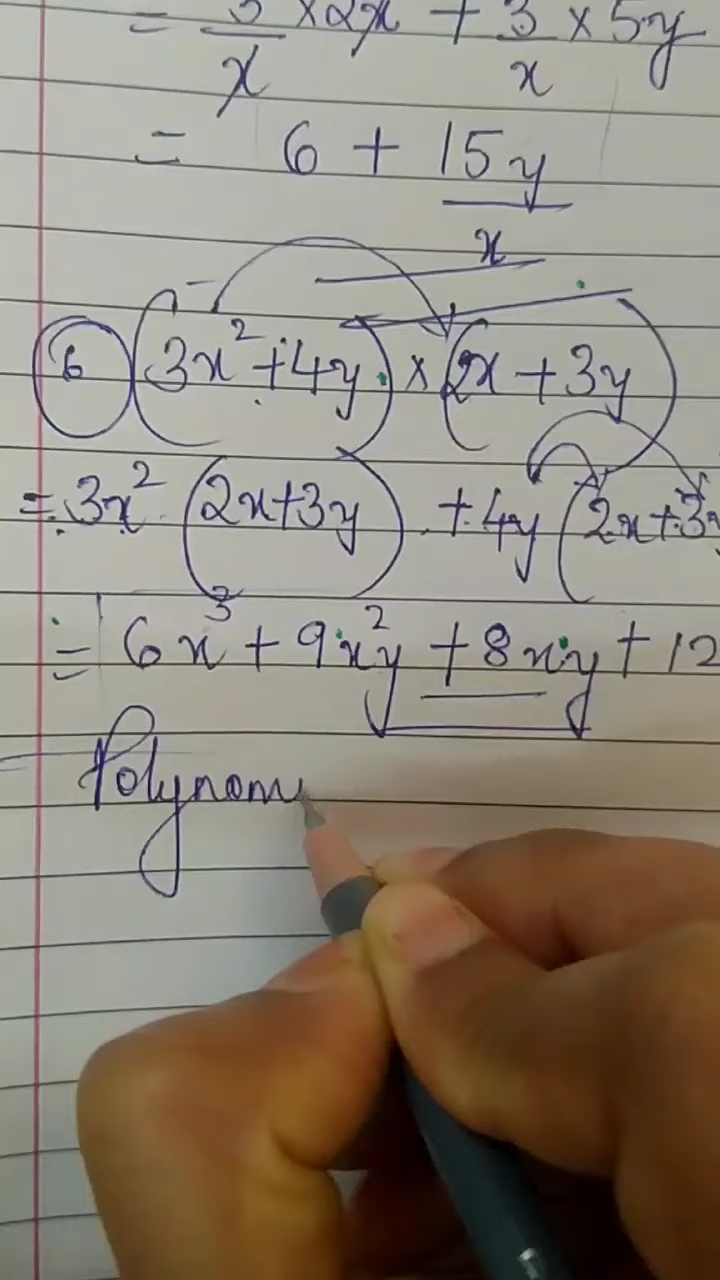 = 3/x × 2x + 3/x × 5y
= 6 + 15y/x
6 (3x² + 4y) × (2x + 3y)
= 3x² (2x + 3y) + 4y (2x + 3y
= 6x³ + 9x²y + 8xy + 12
Polynom